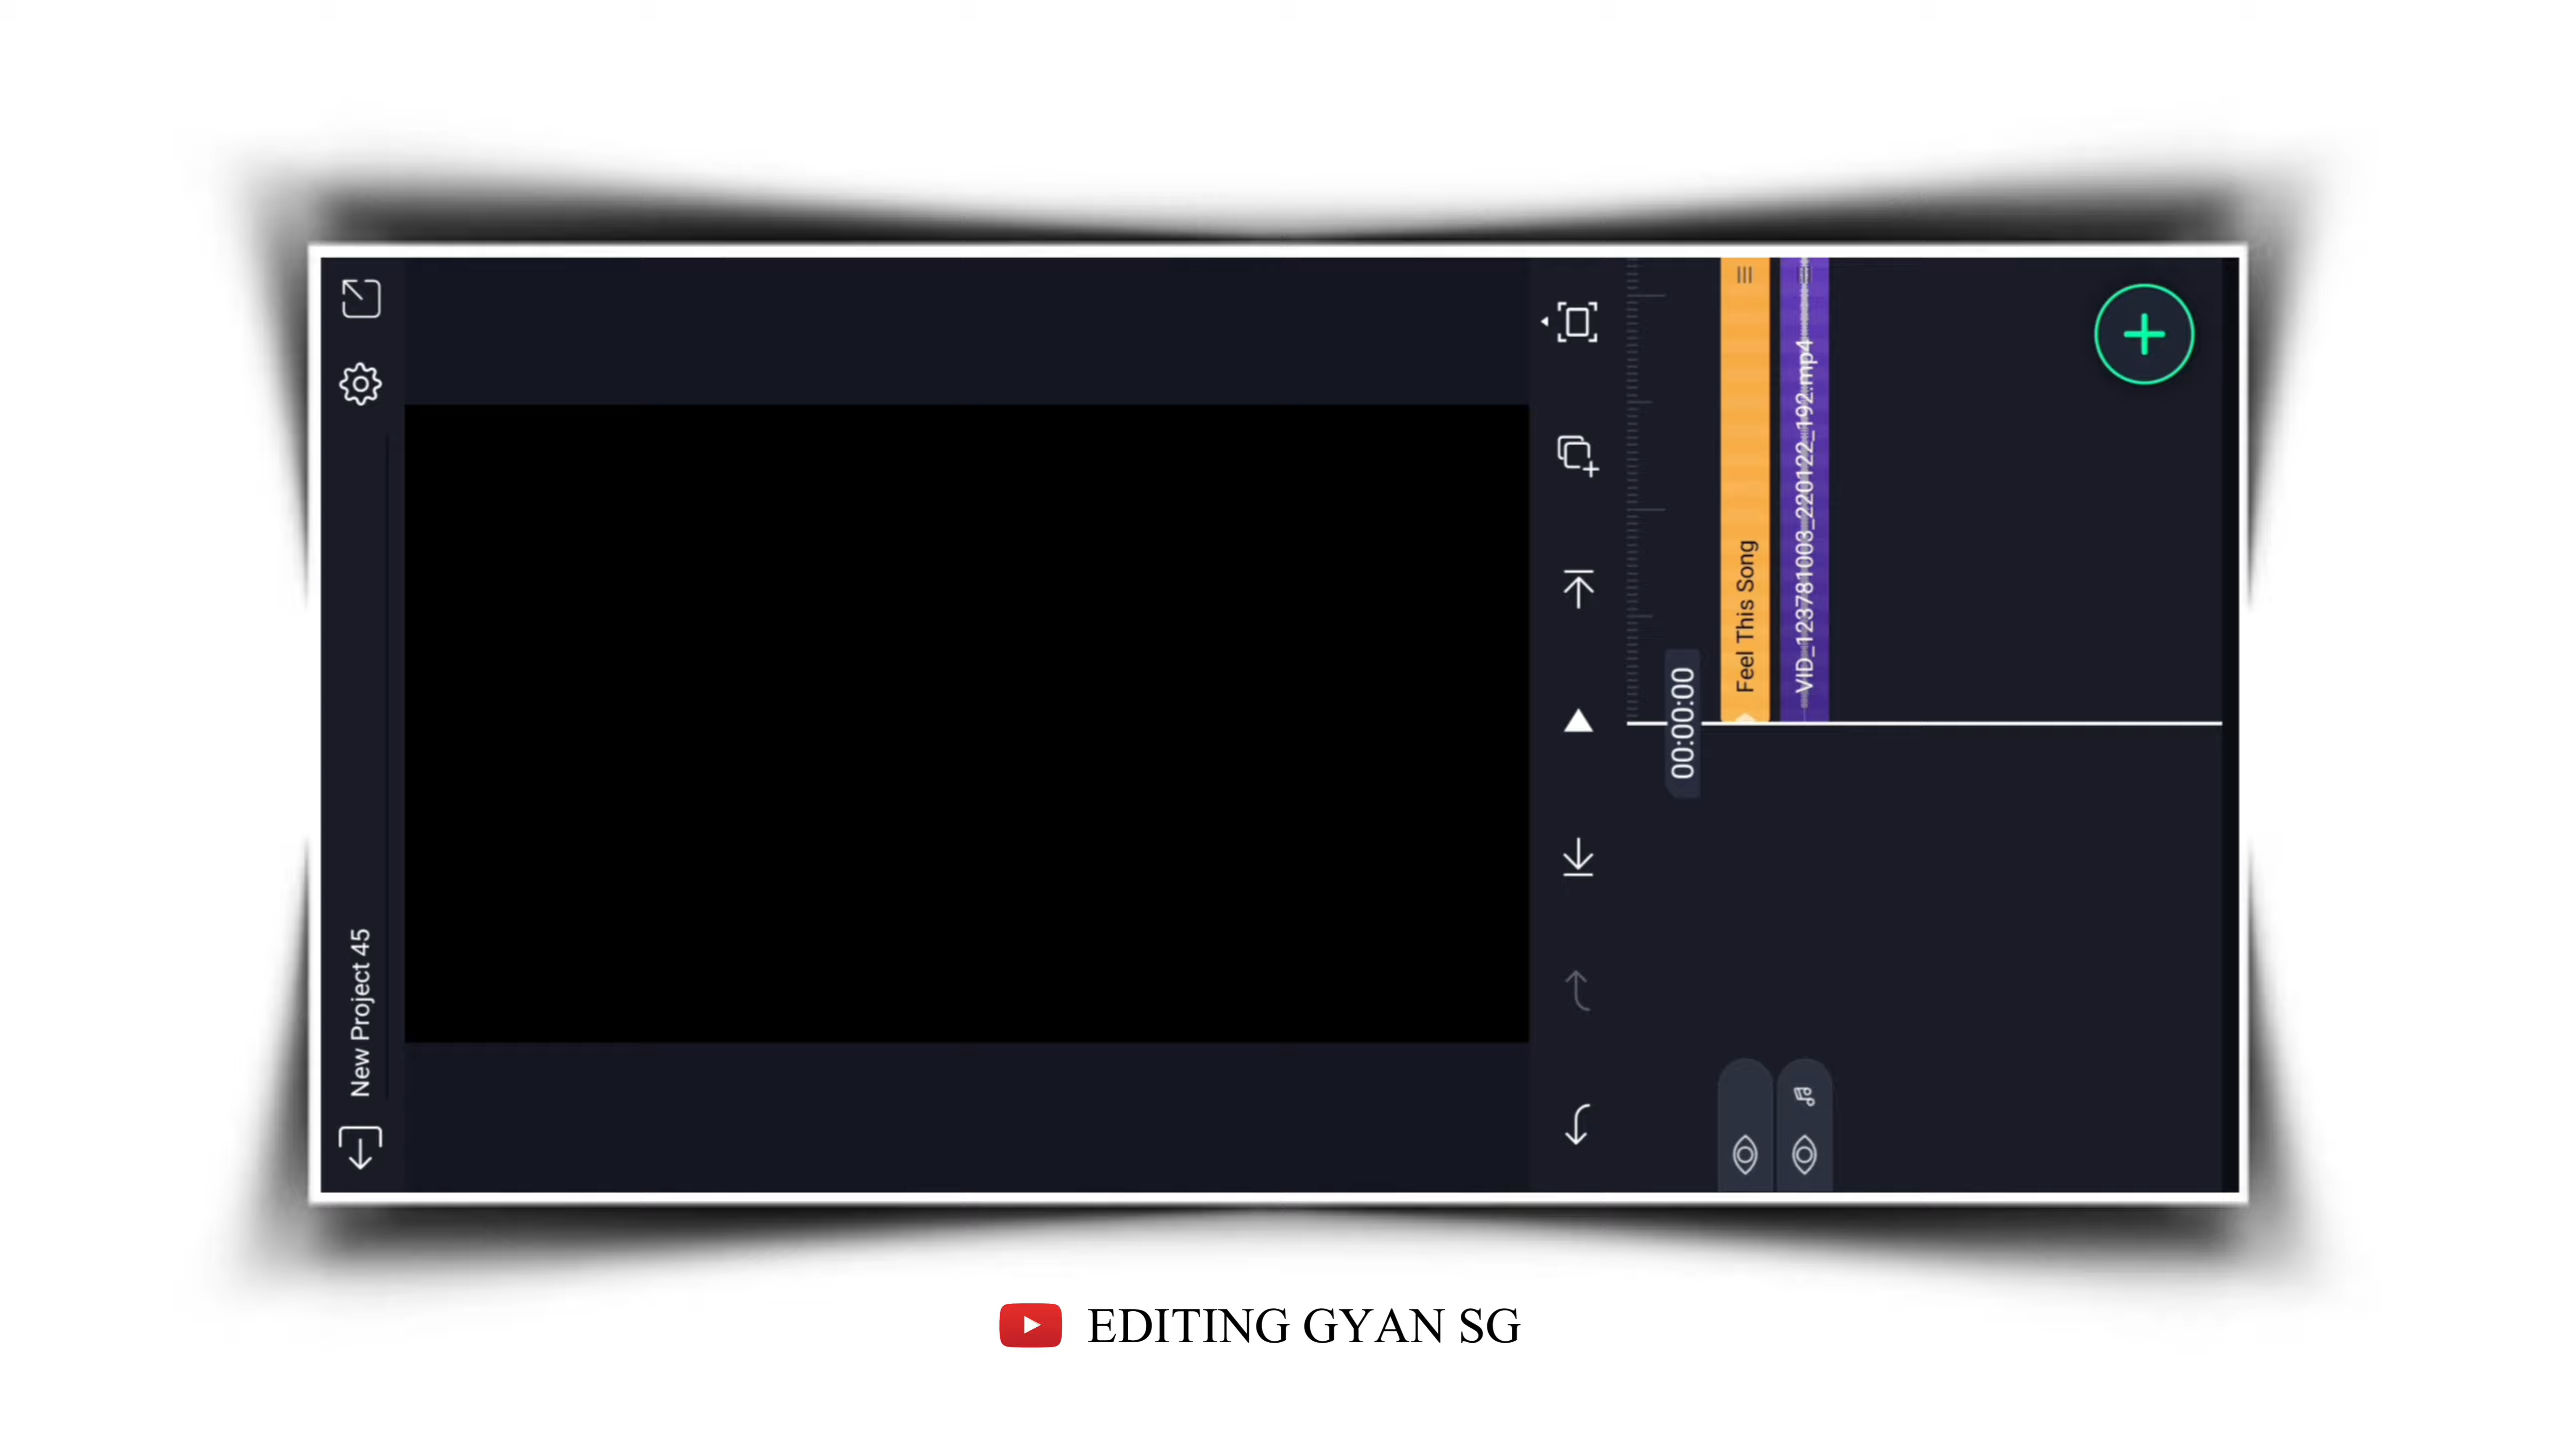 New Project 45
00:00:00
Feel This Song
VID_123781003_220122_192.mp4
EDITING GYAN SG